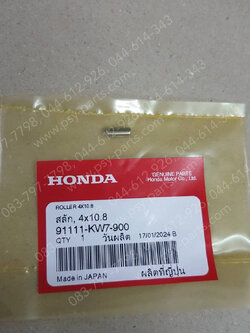 HONDA
GENUINE PARTS
Honda Motor Co., Ltd.
ROLLER 4X10.8
สลัก, 4x10.8
91111-KW7-900
QTY 1 วันผลิต 17/01/2024 B
Made in JAPAN ผลิตที่ญี่ปุ่น